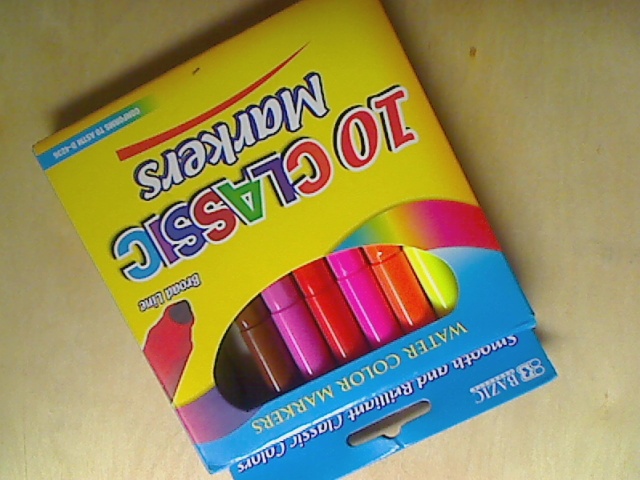 BAZIC
Smooth and Brilliant Classic Colors
WATER COLOR MARKERS
Broad Line
10 CLASSIC
Markers
CONFORMS TO ASTM D-4236